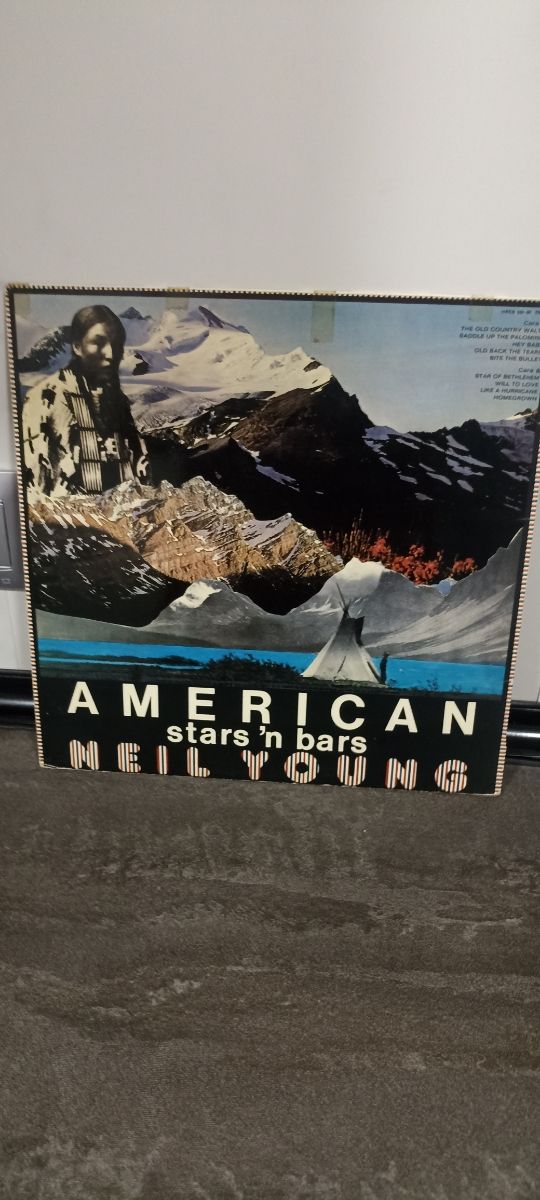 Cara
THE OLD COUNTRY WAL
SADDLE UP THE PALOMIN
HEY BAB
OLD BACK THE TEAR
BITE THE BULLE
Cara
STAR OF BETHLEHEM
WILL TO LOVE
LIKE A HURRICANE
HOMEGROWN
AMERICAN
stars 'n bars
NEIL YOUNG